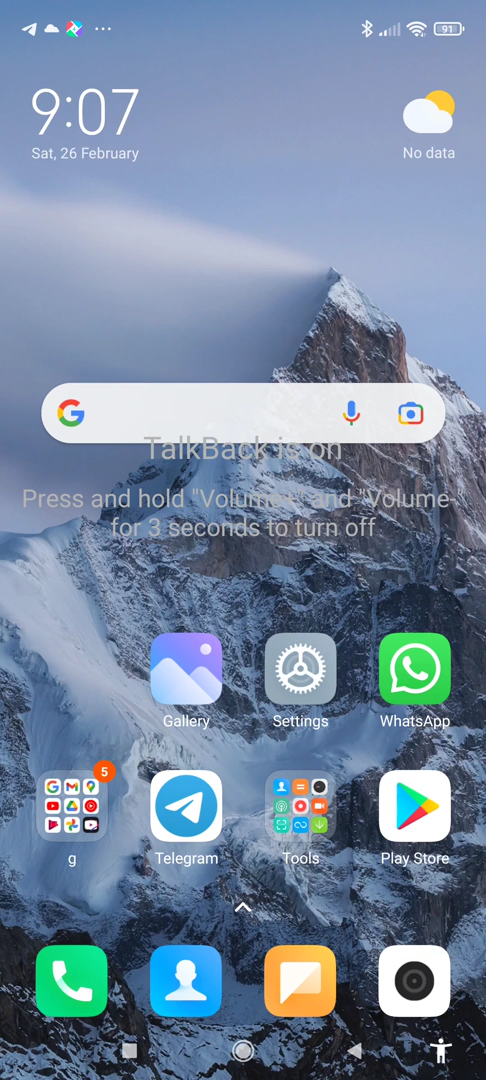 91
9:07
Sat, 26 February
No data
TalkBack is on
Press and hold "Volume+" and "Volume-"
for 3 seconds to turn off
Gallery
Settings
WhatsApp
5
g
Telegram
Tools
Play Store